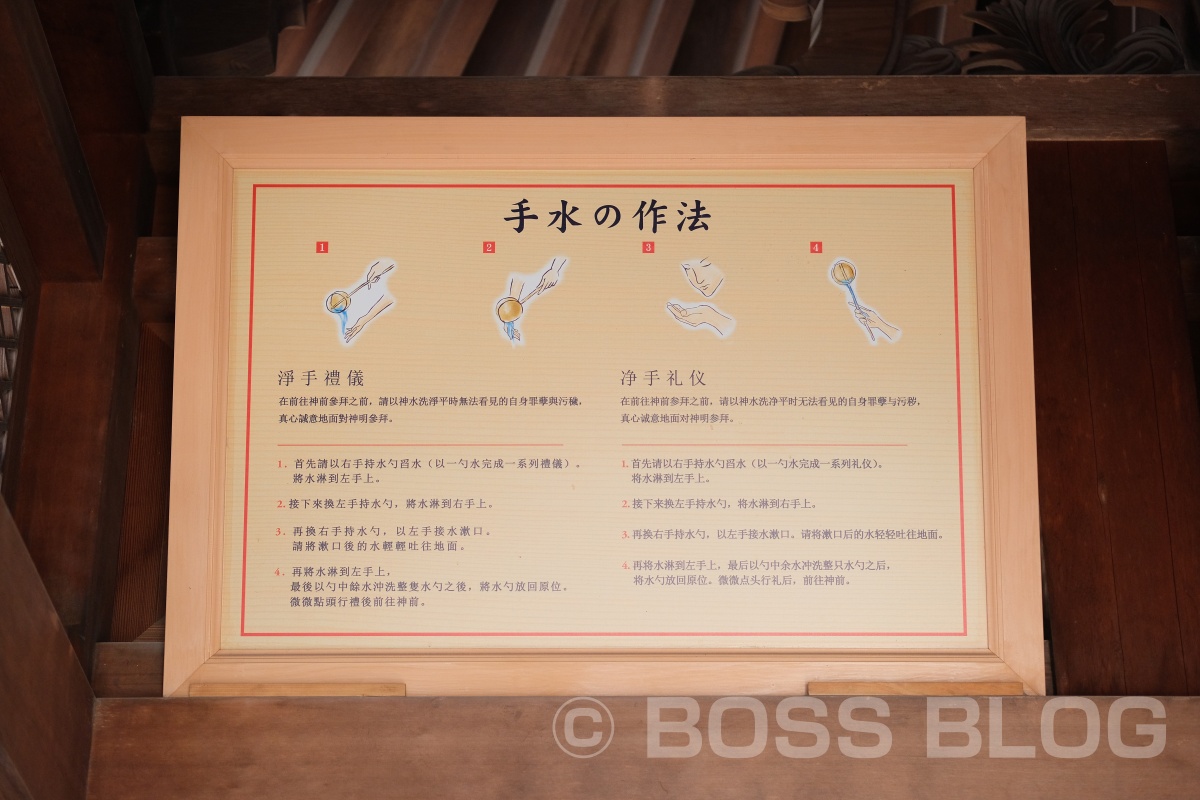 手水の作法
1
2
3
4
淨手禮儀
在前往神前參拜之前，請以神水洗淨平時無法看見的自身罪孽與污穢，
真心誠意地面對神明參拜。
1. 首先請以右手持水勺舀水（以一勺水完成一系列禮儀）。
將水淋到左手上。
2. 接下來換左手持水勺，將水淋到右手上。
3. 再換右手持水勺，以左手接水漱口。
請將漱口後的水輕輕吐往地面。
4. 再將水淋到左手上，
最後以勺中餘水沖洗整隻水勺之後，將水勺放回原位。
微微點頭行禮後前往神前。
净手礼仪
在前往神前参拜之前，请以神水洗净平时无法看见的自身罪孽与污秽，
真心诚意地面对神明参拜。
1. 首先请以右手持水勺舀水（以一勺水完成一系列礼仪）。
将水淋到左手上。
2. 接下来换左手持水勺，将水淋到右手上。
3. 再换右手持水勺，以左手接水漱口。请将漱口后的水轻轻吐往地面。
4. 再将水淋到左手上，最后以勺中余水冲洗整只水勺之后，
将水勺放回原位。微微点头行礼后，前往神前。
© BOSS BLOG